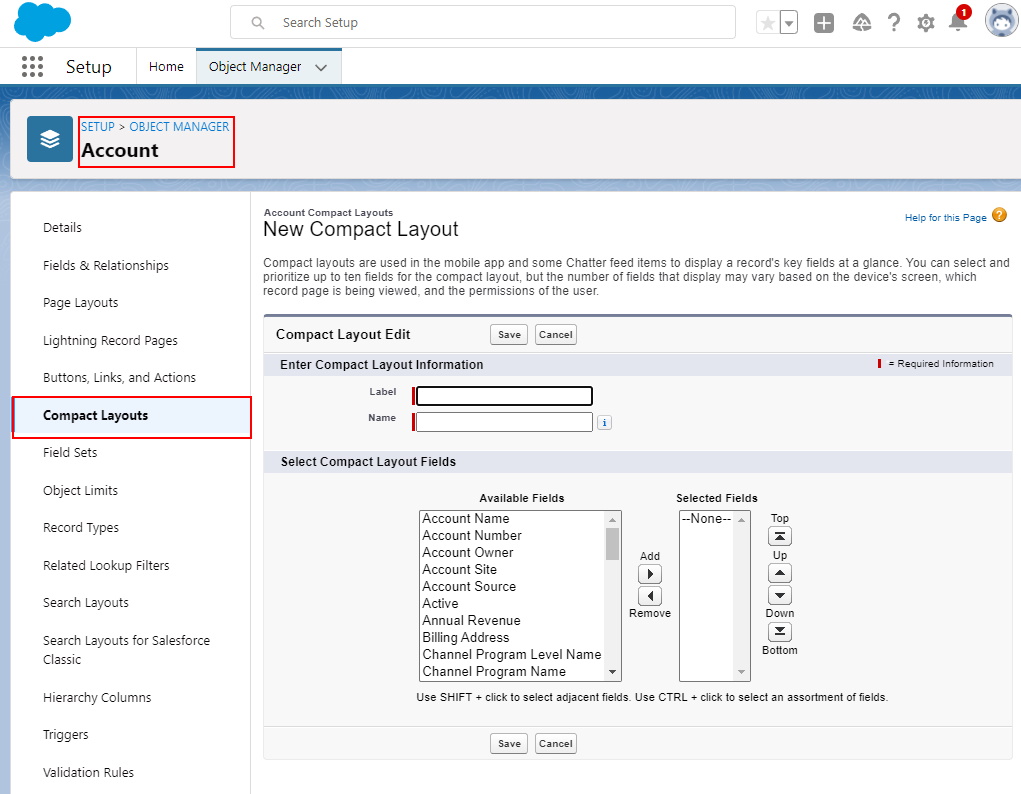 Search Setup
1
Setup
Home
Object Manager
SETUP > OBJECT MANAGER
Account
Details
Fields & Relationships
Page Layouts
Lightning Record Pages
Buttons, Links, and Actions
Compact Layouts
Field Sets
Object Limits
Record Types
Related Lookup Filters
Search Layouts
Search Layouts for Salesforce
Classic
Hierarchy Columns
Triggers
Validation Rules
Account Compact Layouts
New Compact Layout
Help for this Page ?
Compact layouts are used in the mobile app and some Chatter feed items to display a record's key fields at a glance. You can select and
prioritize up to ten fields for the compact layout, but the number of fields that display may vary based on the device's screen, which
record page is being viewed, and the permissions of the user.
Compact Layout Edit
Save
Cancel
Enter Compact Layout Information
= Required Information
Label
Name
i
Select Compact Layout Fields
Available Fields
Account Name
Account Number
Account Owner
Account Site
Account Source
Active
Annual Revenue
Billing Address
Channel Program Level Name
Channel Program Name
Add
Remove
Selected Fields
--None--
Top
Up
Down
Bottom
Use SHIFT + click to select adjacent fields. Use CTRL + click to select an assortment of fields.
Save
Cancel